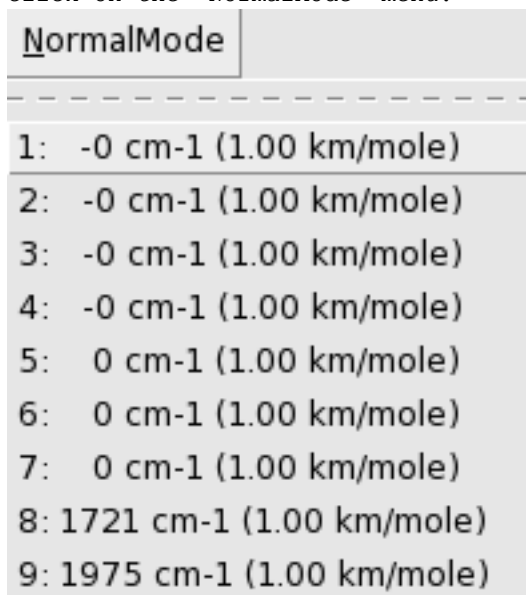 NormalMode
1: -0 cm-1 (1.00 km/mole)
2: -0 cm-1 (1.00 km/mole)
3: -0 cm-1 (1.00 km/mole)
4: -0 cm-1 (1.00 km/mole)
5: 0 cm-1 (1.00 km/mole)
6: 0 cm-1 (1.00 km/mole)
7: 0 cm-1 (1.00 km/mole)
8: 1721 cm-1 (1.00 km/mole)
9: 1975 cm-1 (1.00 km/mole)